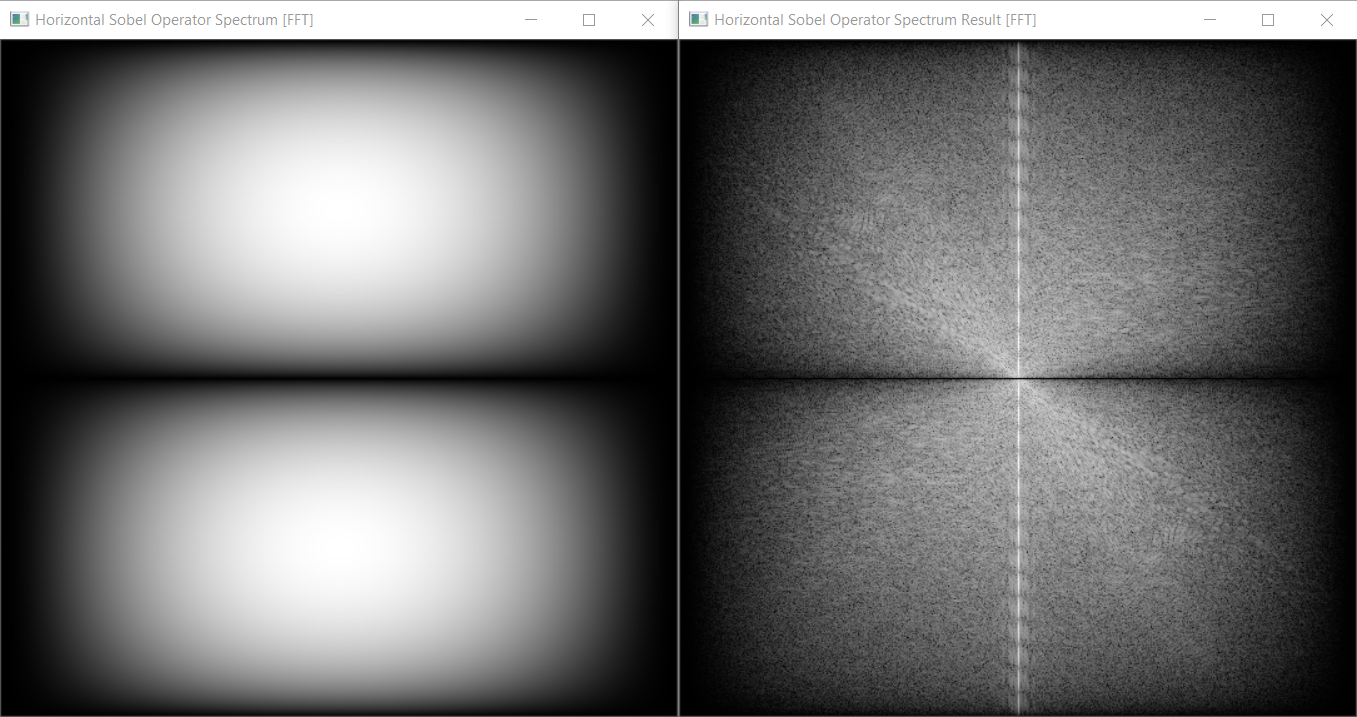 Horizontal Sobel Operator Spectrum [FFT]
Horizontal Sobel Operator Spectrum Result [FFT]